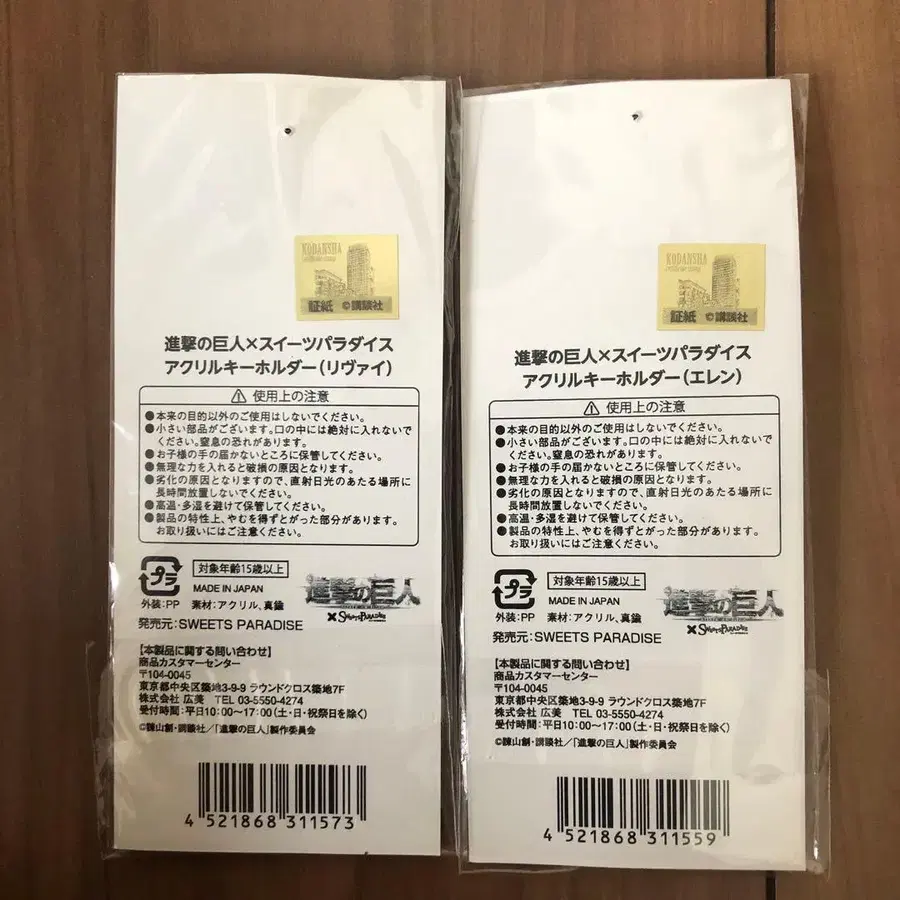 KODANSHA
証紙 ©講談社
進撃の巨人×スイーツパラダイス
アクリルキーホルダー(リヴァイ)
⚠ 使用上の注意
●本来の目的以外のご使用はしないでください。
●小さい部品がございます。口の中には絶対に入れないで
ください。窒息の恐れがあります。
●お子様の手の届かないところに保管してください。
●無理な力を入れると破損の原因となります。
●劣化の原因となりますので、直射日光のあたる場所に
長時間放置しないでください。
●高温・多湿を避けて保管してください。
●製品の特性上、やむを得ずとがった部分があります。
お取り扱いにはご注意ください。
プラ
対象年齢15歳以上
MADE IN JAPAN
外装:PP 素材:アクリル、真鍮
進撃の巨人
×SWEETS PARADISE
発売元:SWEETS PARADISE
【本製品に関する問い合わせ】
商品カスタマーセンター
〒104-0045
東京都中央区築地3-9-9 ラウンドクロス築地7F
株式会社 広美 TEL 03-5550-4274
受付時間:平日10:00〜17:00(土・日・祝祭日を除く)
©諫山創・講談社/「進撃の巨人」製作委員会
4 521868 311573
KODANSHA
証紙 ©講談社
進撃の巨人×スイーツパラダイス
アクリルキーホルダー(エレン)
⚠ 使用上の注意
●本来の目的以外のご使用はしないでください。
●小さい部品がございます。口の中には絶対に入れないで
ください。窒息の恐れがあります。
●お子様の手の届かないところに保管してください。
●無理な力を入れると破損の原因となります。
●劣化の原因となりますので、直射日光のあたる場所に
長時間放置しないでください。
●高温・多湿を避けて保管してください。
●製品の特性上、やむを得ずとがった部分があります。
お取り扱いにはご注意ください。
プラ
対象年齢15歳以上
MADE IN JAPAN
外装:PP 素材:アクリル、真鍮
進撃の巨人
×SWEETS PARADISE
発売元:SWEETS PARADISE
【本製品に関する問い合わせ】
商品カスタマーセンター
〒104-0045
東京都中央区築地3-9-9 ラウンドクロス築地7F
株式会社 広美 TEL 03-5550-4274
受付時間:平日10:00〜17:00(土・日・祝祭日を除く)
©諫山創・講談社/「進撃の巨人」製作委員会
4 521868 311559